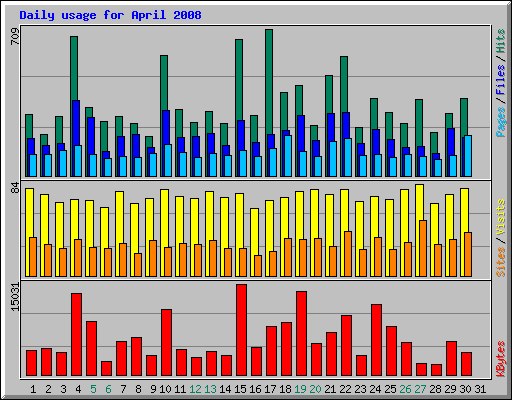 Daily usage for April 2008
709
Pages / Files / Hits
84
Sites / Visits
15031
KBytes
1 2 3 4 5 6 7 8 9 10 11 12 13 14 15 16 17 18 19 20 21 22 23 24 25 26 27 28 29 30 31